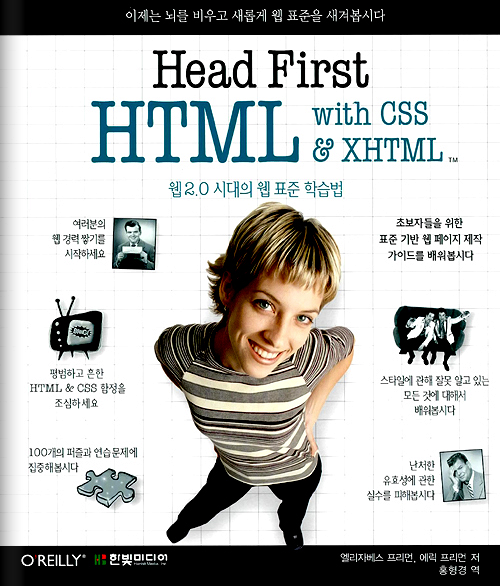 이제는 뇌를 비우고 새롭게 웹 표준을 새겨봅시다
Head First
HTML with CSS & XHTML™
웹 2.0 시대의 웹 표준 학습법
여러분의
웹 경력 쌓기를
시작하세요
초보자들을 위한
표준 기반 웹 페이지 제작
가이드를 배워봅시다
평범하고 흔한
HTML & CSS 함정을
조심하세요
스타일에 관해 잘못 알고 있는
모든 것에 대해서
배워봅시다
100개의 퍼즐과 연습문제에
집중해봅시다
난처한
유효성에 관한
실수를 피해봅시다
O'REILLY®
한빛미디어
Hanbit Media, Inc.
엘리자베스 프리먼, 에릭 프리먼 저
홍형경 역